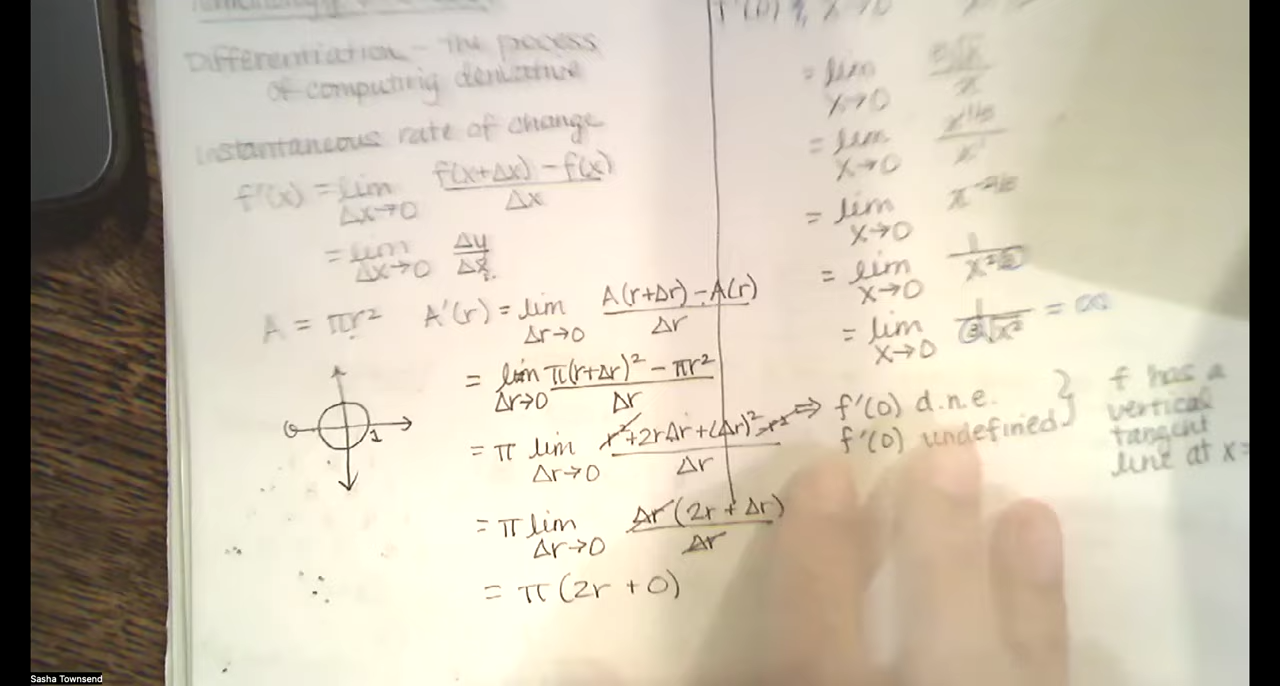 Differentiation - the process
of computing derivative
instantaneous rate of change
f'(x) = lim Δx→0 f(x+Δx) - f(x) / Δx
= lim Δx→0 Δy / Δx
A = πr² A'(r) = lim Δr→0 A(r+Δr) - A(r) / Δr
= lim Δr→0 π(r+Δr)² - πr² / Δr
= π lim Δr→0 r² + 2rΔr + (Δr)² - r² / Δr
= π lim Δr→0 Δr (2r + Δr) / Δr
= π (2r + 0)
1
= lim x→0
= lim x→0
= lim x→0
= lim x→0
= lim x→0 = ∞
⇒ f'(0) d.n.e.
f'(0) undefined
f has a
vertical
tangent
line at x=
Sasha Townsend